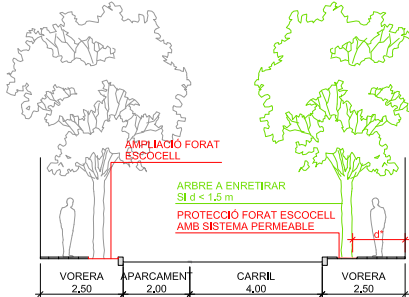 AMPLIACIÓ FORAT
ESCOCELL
ARBRE A ENRETIRAR
SI d < 1.5 m
PROTECCIÓ FORAT ESCOCELL
AMB SISTEMA PERMEABLE
d*
VORERA APARCAMENT CARRIL VORERA
2,50 2,00 4,00 2,50